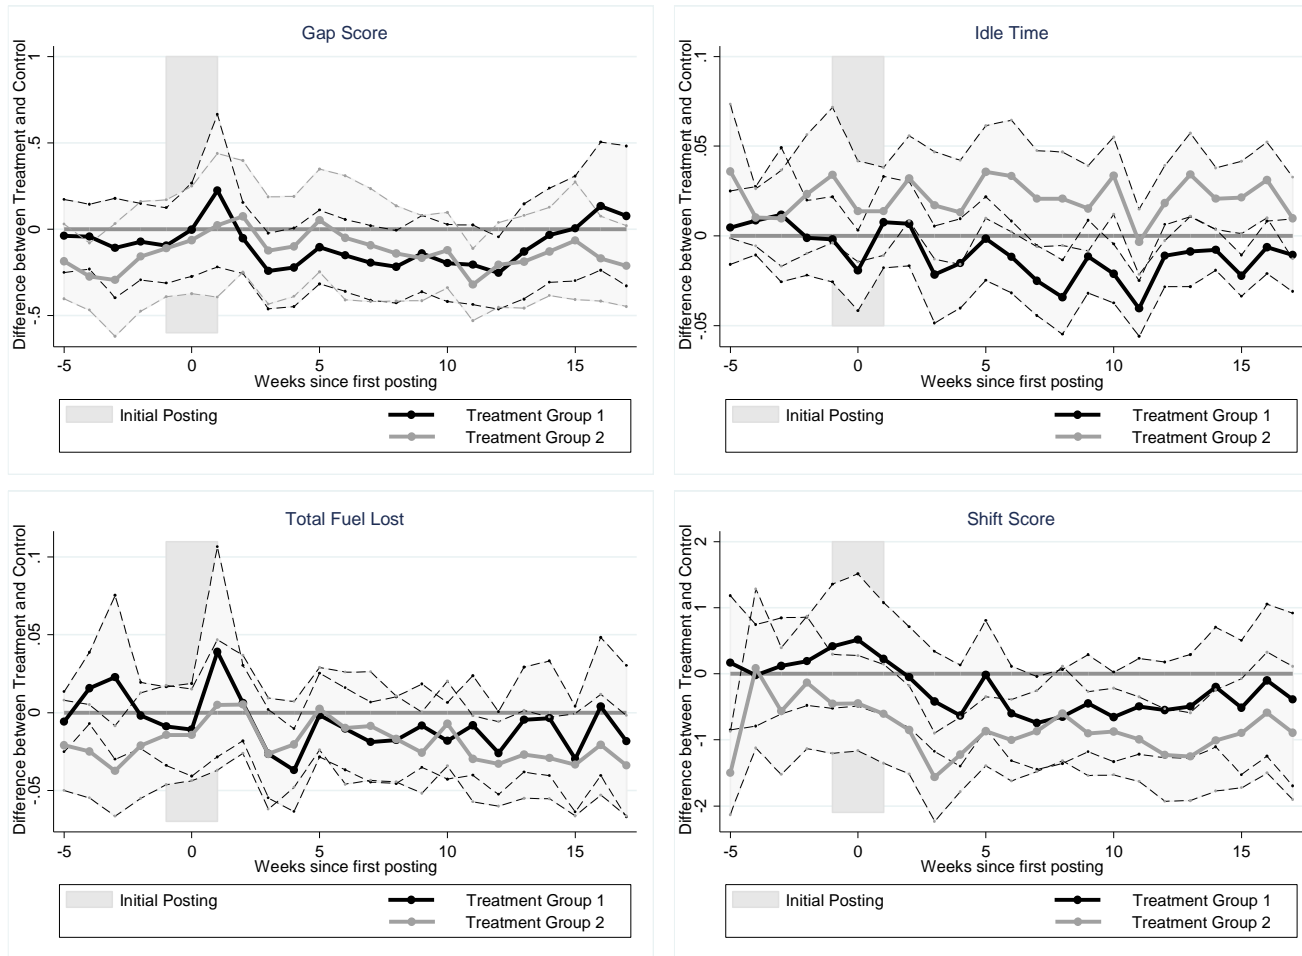 Gap Score
Difference between Treatment and Control
1
.5
0
-.5
-5 0 5 10 15
Weeks since first posting
Initial Posting
Treatment Group 1
Treatment Group 2
Idle Time
Difference between Treatment and Control
.1
.05
0
-.05
-5 0 5 10 15
Weeks since first posting
Initial Posting
Treatment Group 1
Treatment Group 2
Total Fuel Lost
Difference between Treatment and Control
.1
.05
0
-.05
-5 0 5 10 15
Weeks since first posting
Initial Posting
Treatment Group 1
Treatment Group 2
Shift Score
Difference between Treatment and Control
2
1
0
-1
-2
-5 0 5 10 15
Weeks since first posting
Initial Posting
Treatment Group 1
Treatment Group 2